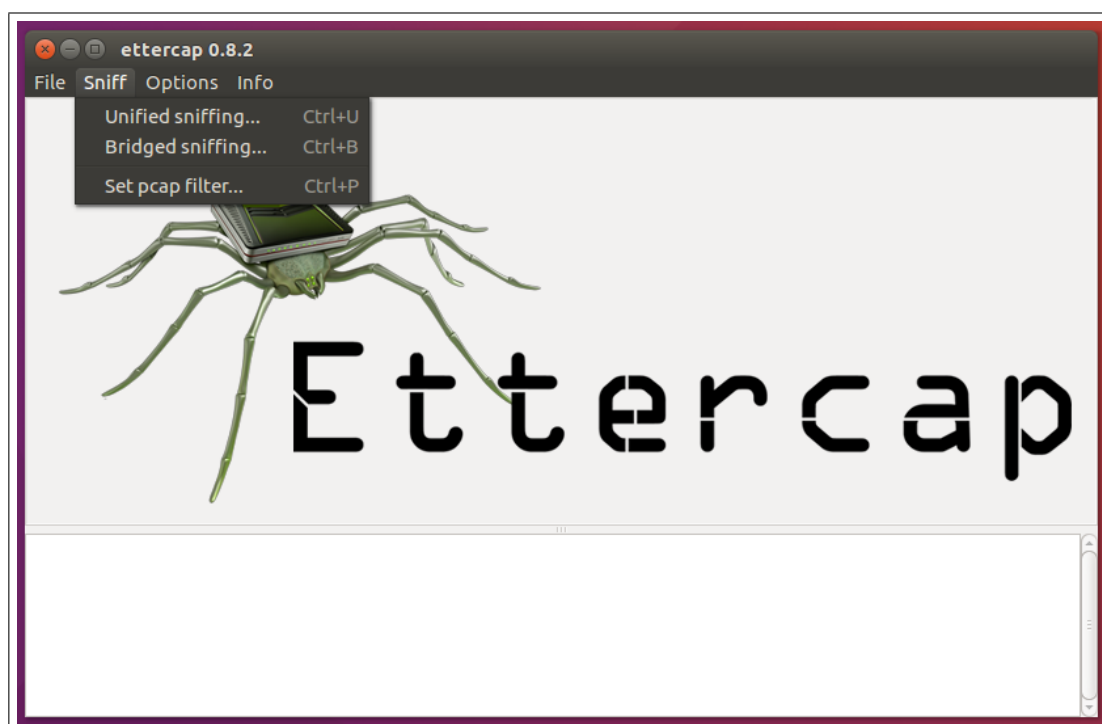 ettercap 0.8.2
File Sniff Options Info
Unified sniffing... Ctrl+U
Bridged sniffing... Ctrl+B
Set pcap filter... Ctrl+P
Ettercap